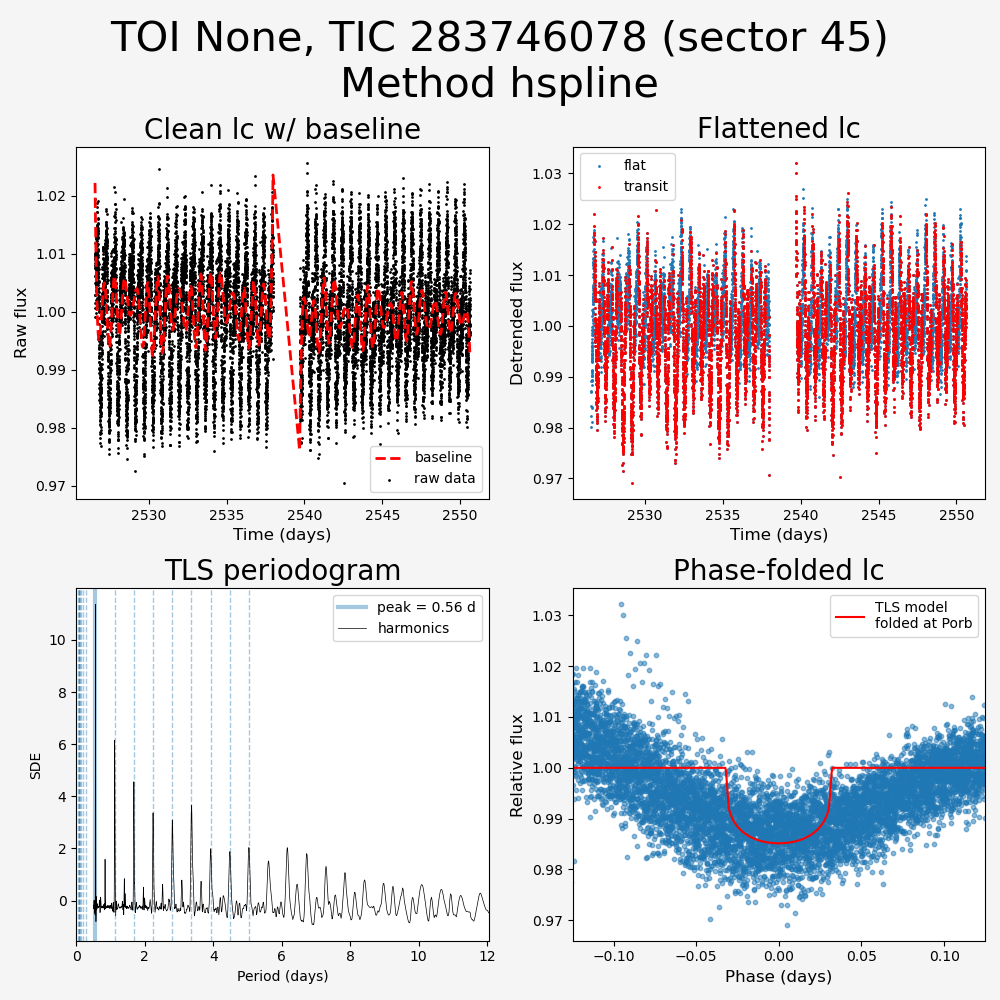 TOI None, TIC 283746078 (sector 45)
Method hspline
Clean lc w/ baseline
Raw flux
1.02
1.01
1.00
0.99
0.98
0.97
baseline
raw data
2530
2535
2540
2545
2550
Time (days)
Flattened lc
Detrended flux
1.03
1.02
1.01
1.00
0.99
0.98
0.97
flat
transit
2530
2535
2540
2545
2550
Time (days)
TLS periodogram
SDE
10
8
6
4
2
0
peak = 0.56 d
harmonics
0
2
4
6
8
10
12
Period (days)
Phase-folded lc
Relative flux
1.03
1.02
1.01
1.00
0.99
0.98
0.97
TLS model
folded at Porb
−0.10
−0.05
0.00
0.05
0.10
Phase (days)